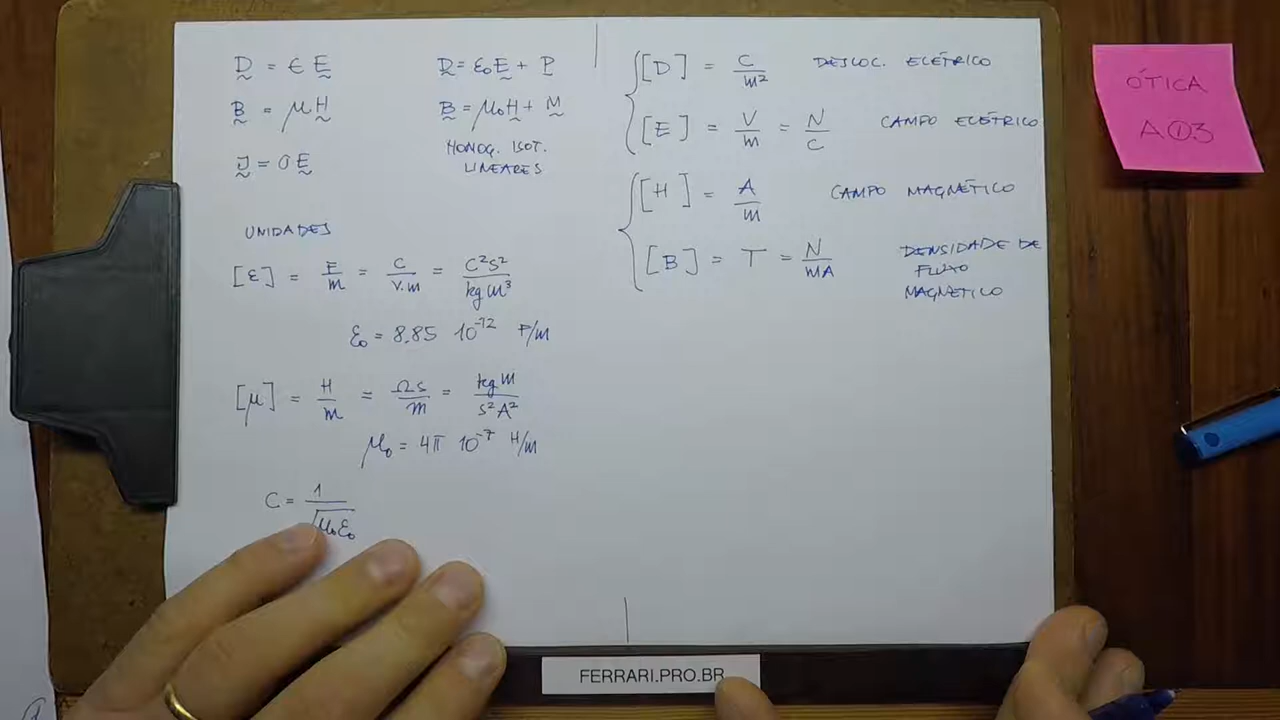 D = ϵ E
B = μ H
J = σ E
D = ε₀E + P
B = μ₀H + M
HOMOG. ISOT.
LINEARES
UNIDADES
[ε] = F/m = C/V.m = C²s²/kg m³
ε₀ = 8,85 10⁻¹² F/m
[μ] = H/m = Ωs/m = kg m/s²A²
μ₀ = 4π 10⁻⁷ H/m
C = 1/√μ₀ε₀
[D] = C/m² DESLOC. ELÉTRICO
[E] = V/m = N/C CAMPO ELÉTRICO
[H] = A/m CAMPO MAGNÉTICO
[B] = T = N/mA DENSIDADE DE
FLUXO
MAGNÉTICO
ÓTICA
A03
FERRARI.PRO.BR